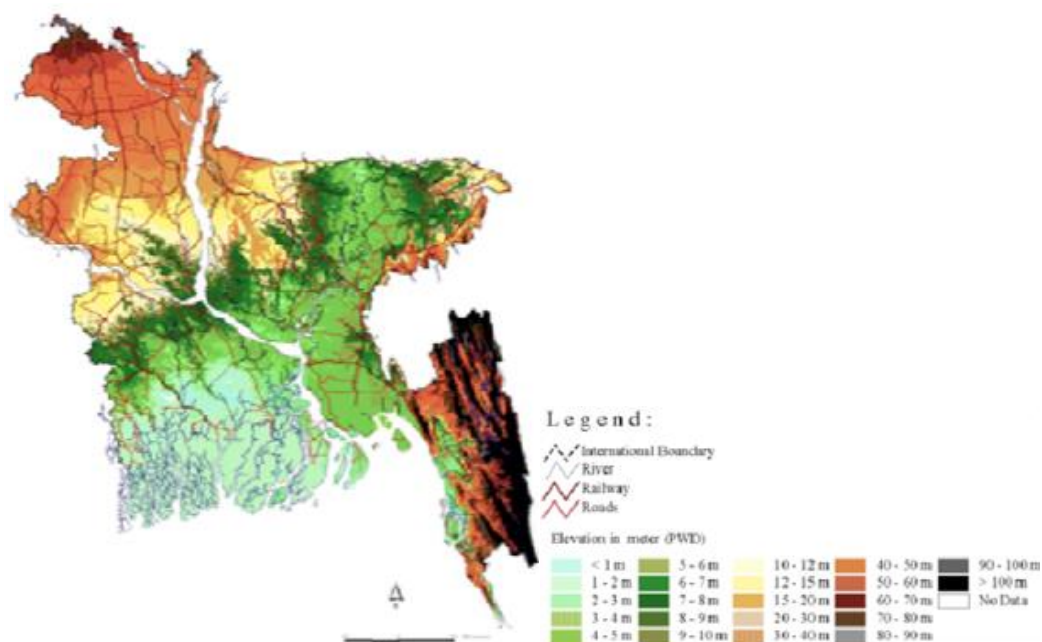 Legend:
International Boundary
River
Railway
Roads
Elevation in meter (PWD)
< 1 m
1 - 2 m
2 - 3 m
3 - 4 m
4 - 5 m
5 - 6 m
6 - 7 m
7 - 8 m
8 - 9 m
9 - 10 m
10 - 12 m
12 - 15 m
15 - 20 m
20 - 30 m
30 - 40 m
40 - 50 m
50 - 60 m
60 - 70 m
70 - 80 m
80 - 90 m
90 - 100 m
> 100 m
No Data